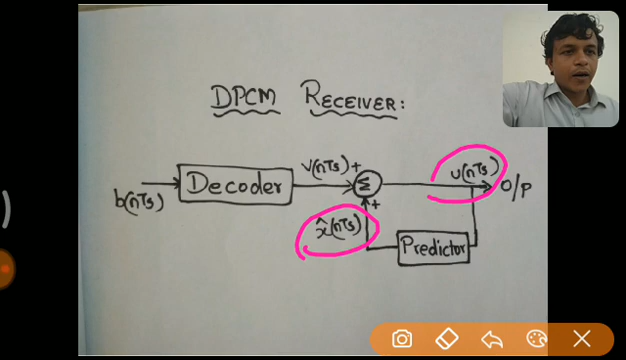 DPCM RECEIVER:
b(nTs) Decoder v(nTs) + Σ u(nTs) O/P
+
x̂(nTs) Predictor